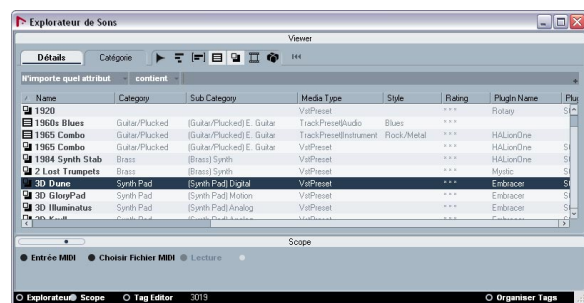 Explorateur de Sons
Viewer
Détails Catégorie
N'importe quel attribut contient
Name Category Sub Category Media Type Style Rating PlugIn Name
1920 VstPreset Rotary
1960s Blues Guitar/Plucked (Guitar/Plucked) E. Guitar TrackPreset|Audio Blues
1965 Combo Guitar/Plucked (Guitar/Plucked) E. Guitar TrackPreset|Instrument Rock/Metal HALionOne
1965 Combo Guitar/Plucked (Guitar/Plucked) E. Guitar VstPreset HALionOne
1984 Synth Stab Brass (Brass) Synth VstPreset HALionOne
2 Lost Trumpets Brass (Brass) Synth VstPreset Mystic
3D Dune Synth Pad (Synth Pad) Digital VstPreset Embracer
3D GloryPad Synth Pad (Synth Pad) Motion VstPreset Embracer
3D Illuminatus Synth Pad (Synth Pad) Analog VstPreset Embracer
Scope
Entrée MIDI Choisir Fichier MIDI Lecture
Explorateur Scope Tag Editor 3019 Organiser Tags